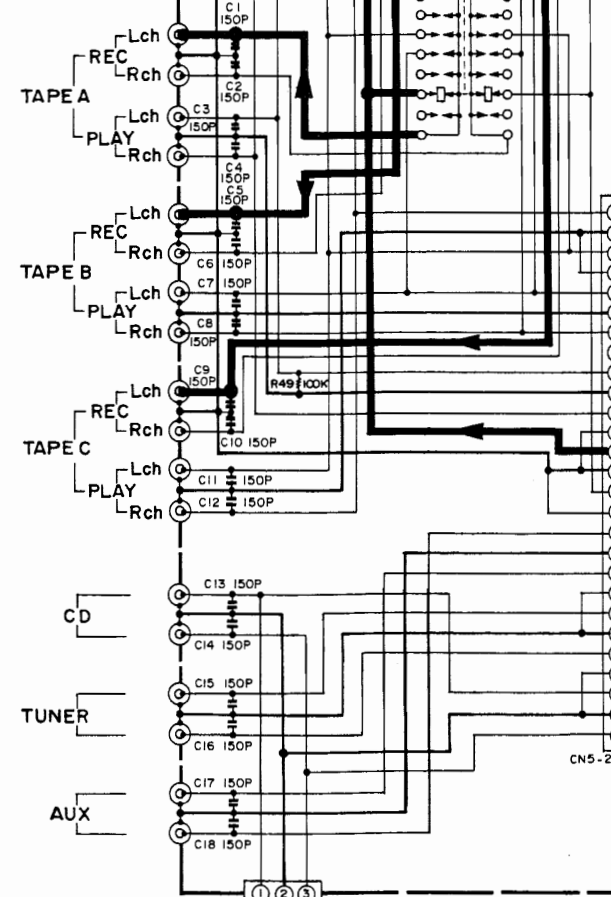 C1
150P
Lch
REC
Rch
C2
150P
TAPE A
C3
Lch
150P
PLAY
Rch
C4
150P
C5
150P
Lch
REC
Rch
C6 150P
TAPE B
C7 150P
Lch
PLAY
C8
Rch
150P
C9
150P
Lch
R49 100K
REC
Rch
C10 150P
TAPE C
Lch
C11 150P
PLAY
C12 150P
Rch
C13 150P
CD
C14 150P
C15 150P
TUNER
C16 150P
CN5-2
C17 150P
AUX
C18 150P
1 2 3